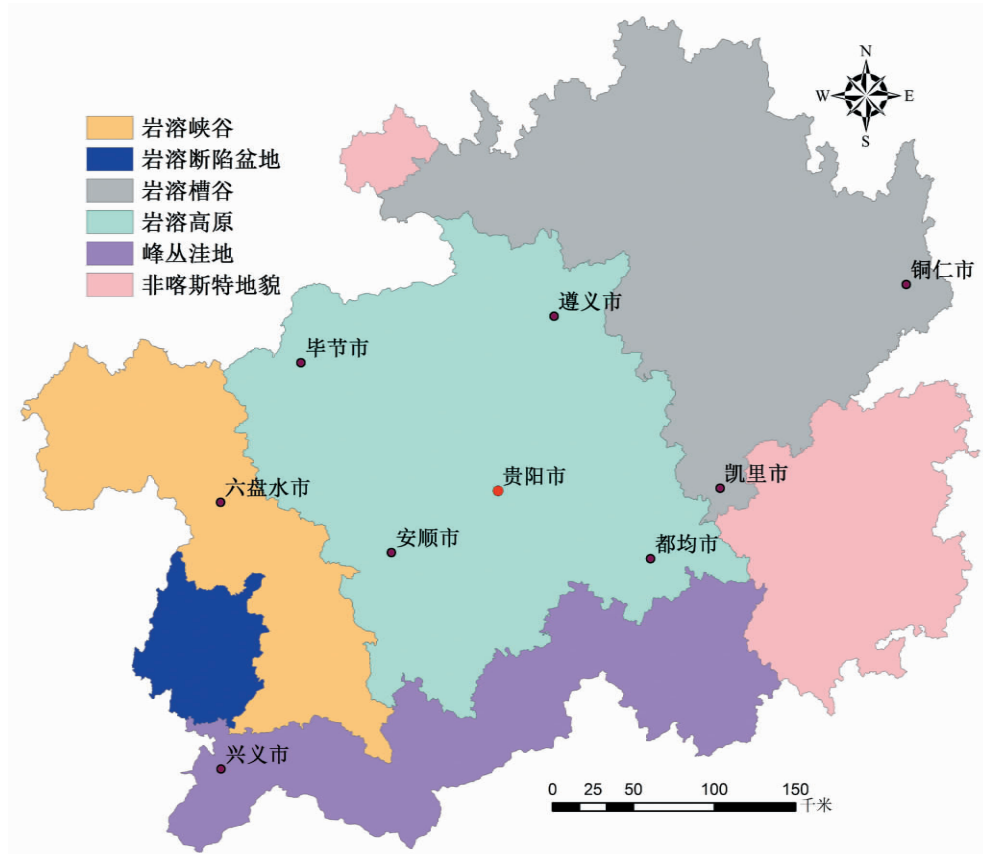 N
W
E
S
岩溶峡谷
岩溶断陷盆地
岩溶槽谷
岩溶高原
峰丛洼地
非喀斯特地貌
铜仁市
遵义市
毕节市
贵阳市
凯里市
六盘水市
安顺市
都均市
兴义市
0 25 50 100 150
千米